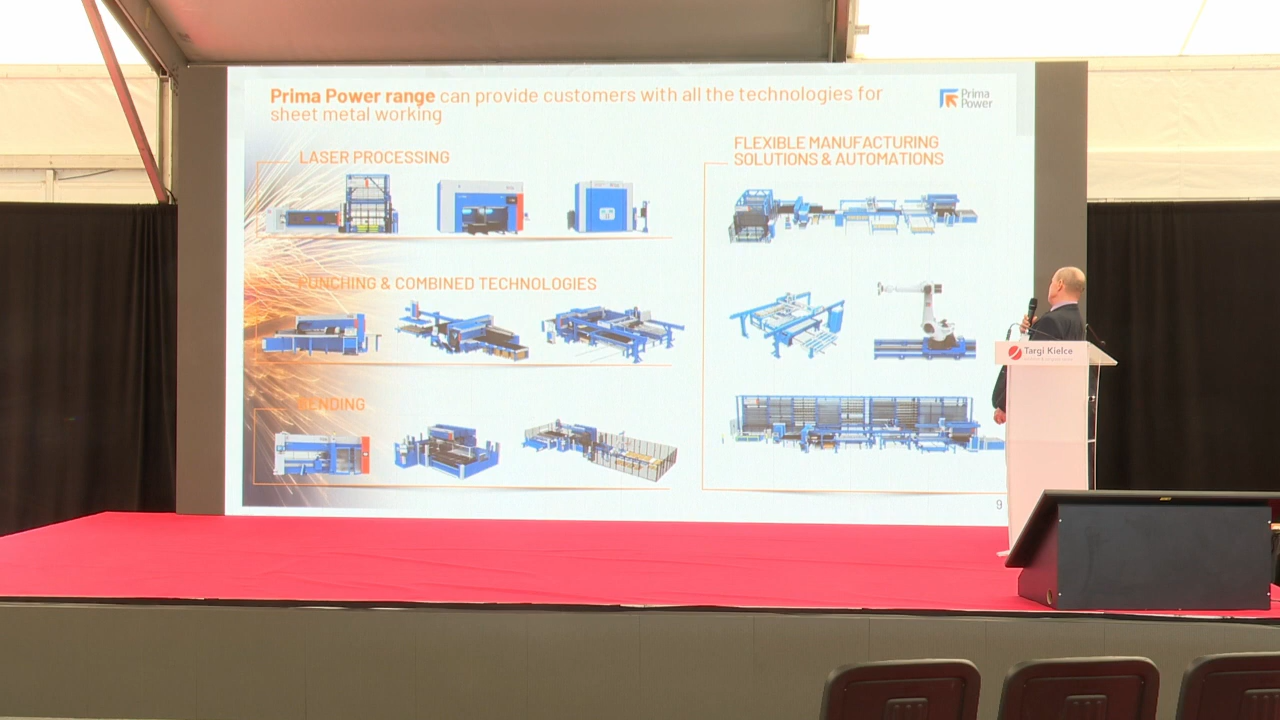 Prima Power range can provide customers with all the technologies for
sheet metal working
Prima
Power
LASER PROCESSING
FLEXIBLE MANUFACTURING
SOLUTIONS & AUTOMATIONS
PUNCHING & COMBINED TECHNOLOGIES
BENDING
9
Targi Kielce